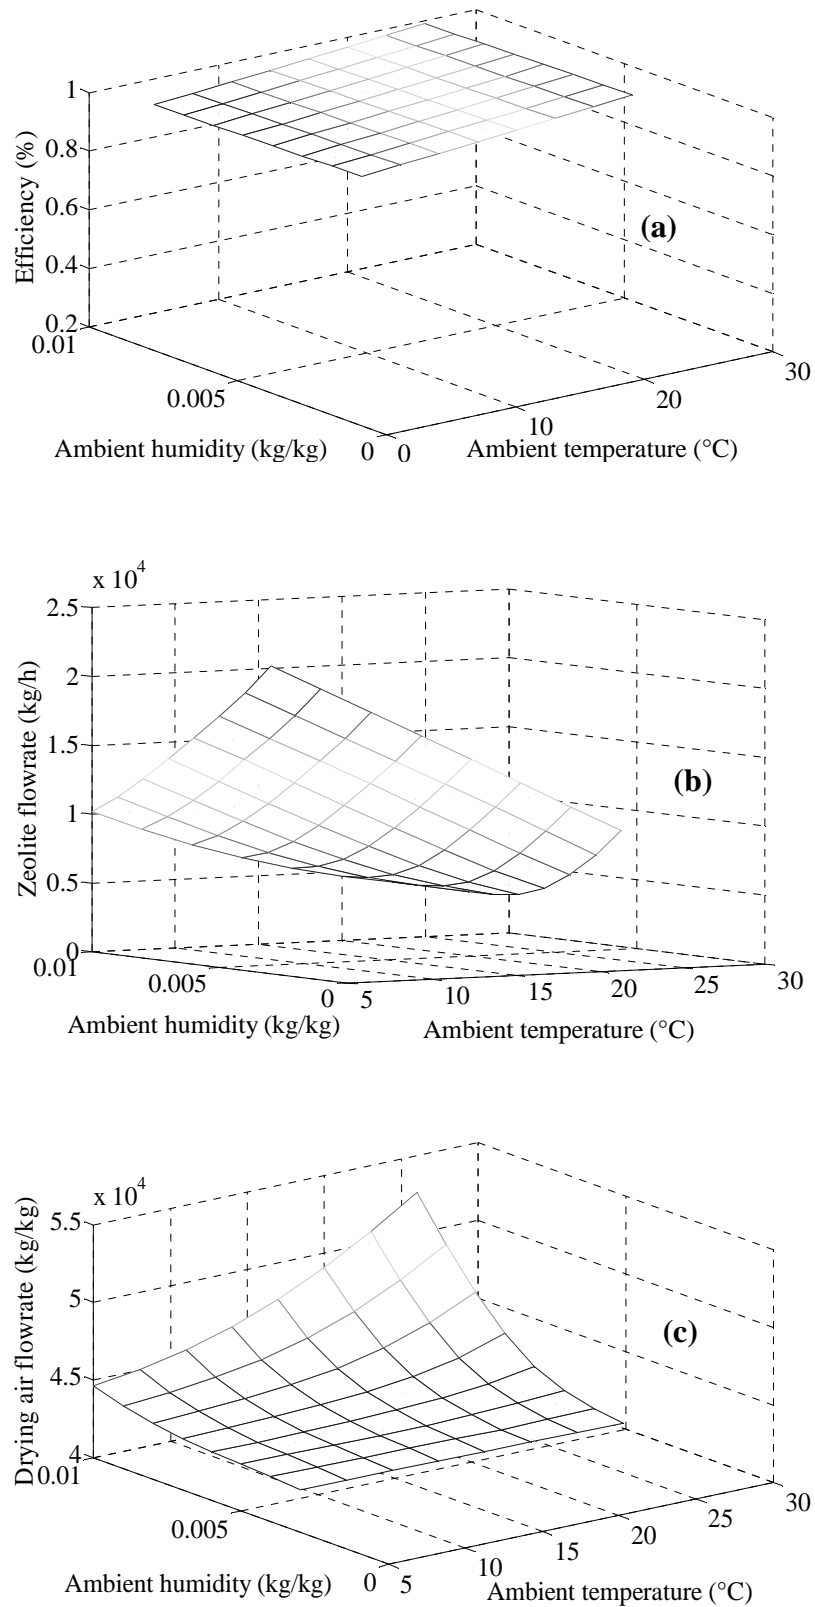 1
0.8
0.6
0.4
0.2
Efficiency (%)
(a)
0.01
0.005
0
0
10
20
30
Ambient humidity (kg/kg)
Ambient temperature (°C)
x 10^4
2.5
2
1.5
1
0.5
0
Zeolite flowrate (kg/h)
(b)
0.01
0.005
0
5
10
15
20
25
30
Ambient humidity (kg/kg)
Ambient temperature (°C)
x 10^4
5.5
5
4.5
4
Drying air flowrate (kg/kg)
(c)
0.01
0.005
0
5
10
15
20
25
30
Ambient humidity (kg/kg)
Ambient temperature (°C)